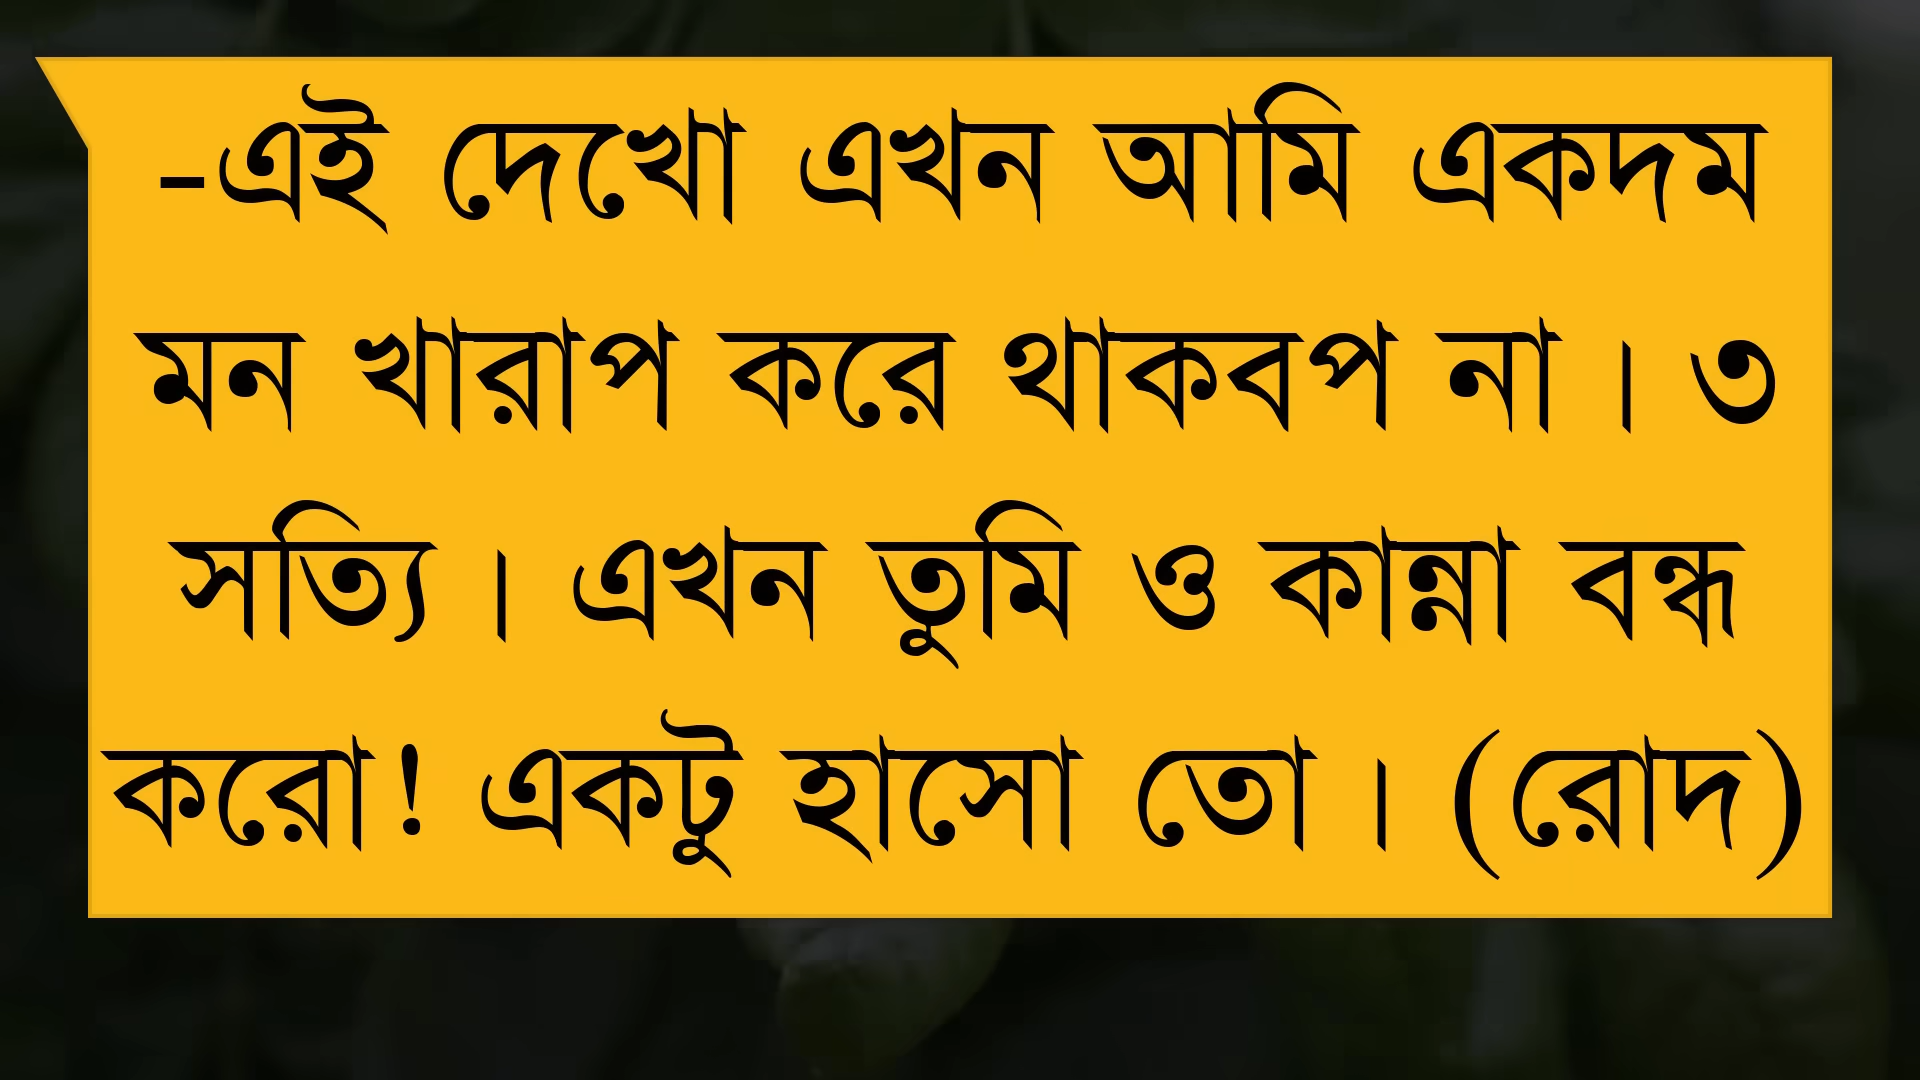 -এই দেখো এখন আমি একদম
মন খারাপ করে থাকবপ না । ৩
সত্যি । এখন তুমি ও কান্না বন্ধ
করো! একটু হাসো তো । (রোদ)